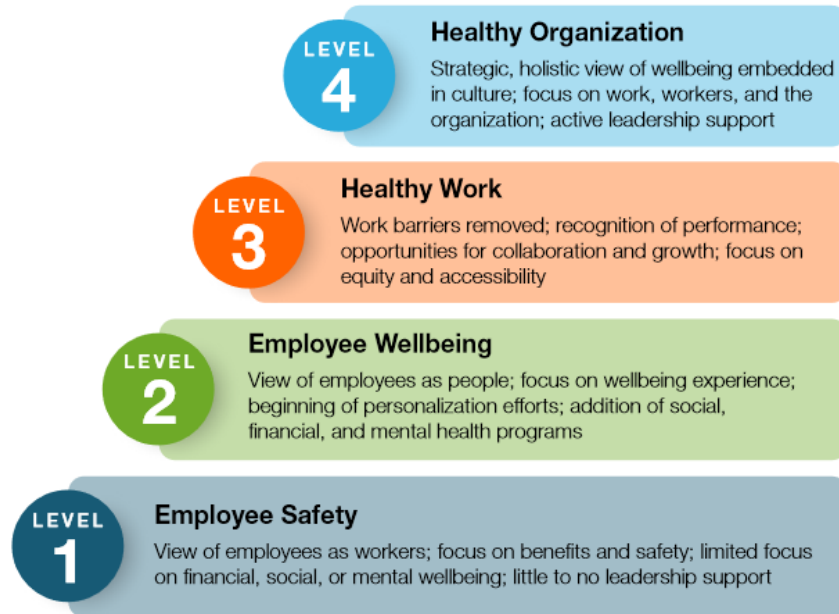 LEVEL
4
Healthy Organization
Strategic, holistic view of wellbeing embedded
in culture; focus on work, workers, and the
organization; active leadership support
LEVEL
3
Healthy Work
Work barriers removed; recognition of performance;
opportunities for collaboration and growth; focus on
equity and accessibility
LEVEL
2
Employee Wellbeing
View of employees as people; focus on wellbeing experience;
beginning of personalization efforts; addition of social,
financial, and mental health programs
LEVEL
1
Employee Safety
View of employees as workers; focus on benefits and safety; limited focus
on financial, social, or mental wellbeing; little to no leadership support